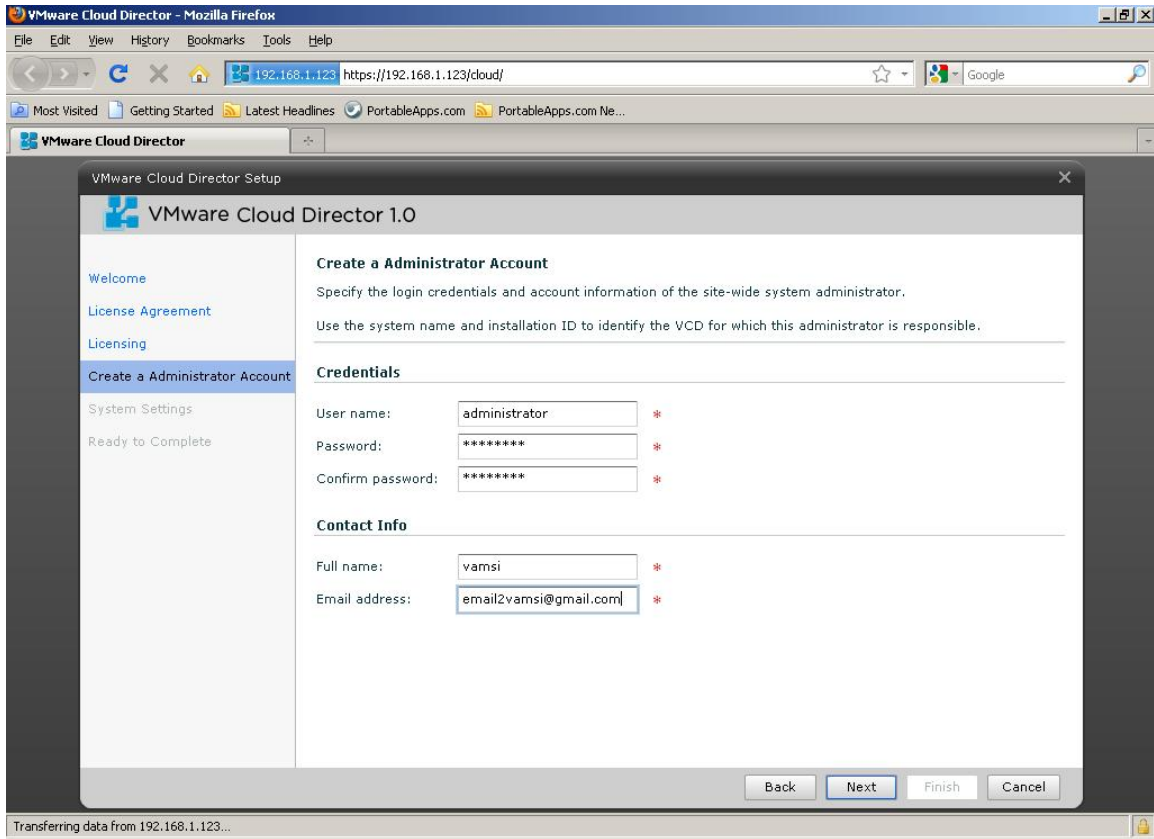 VMware Cloud Director - Mozilla Firefox
File Edit View History Bookmarks Tools Help
192.168.1.123 https://192.168.1.123/cloud/
Google
Most Visited Getting Started Latest Headlines PortableApps.com PortableApps.com Ne...
VMware Cloud Director
VMware Cloud Director Setup
VMware Cloud Director 1.0
Welcome
License Agreement
Licensing
Create a Administrator Account
System Settings
Ready to Complete
Create a Administrator Account
Specify the login credentials and account information of the site-wide system administrator.
Use the system name and installation ID to identify the VCD for which this administrator is responsible.
Credentials
User name: administrator *
Password: ******** *
Confirm password: ******** *
Contact Info
Full name: vamsi *
Email address: email2vamsi@gmail.com *
Back Next Finish Cancel
Transferring data from 192.168.1.123...